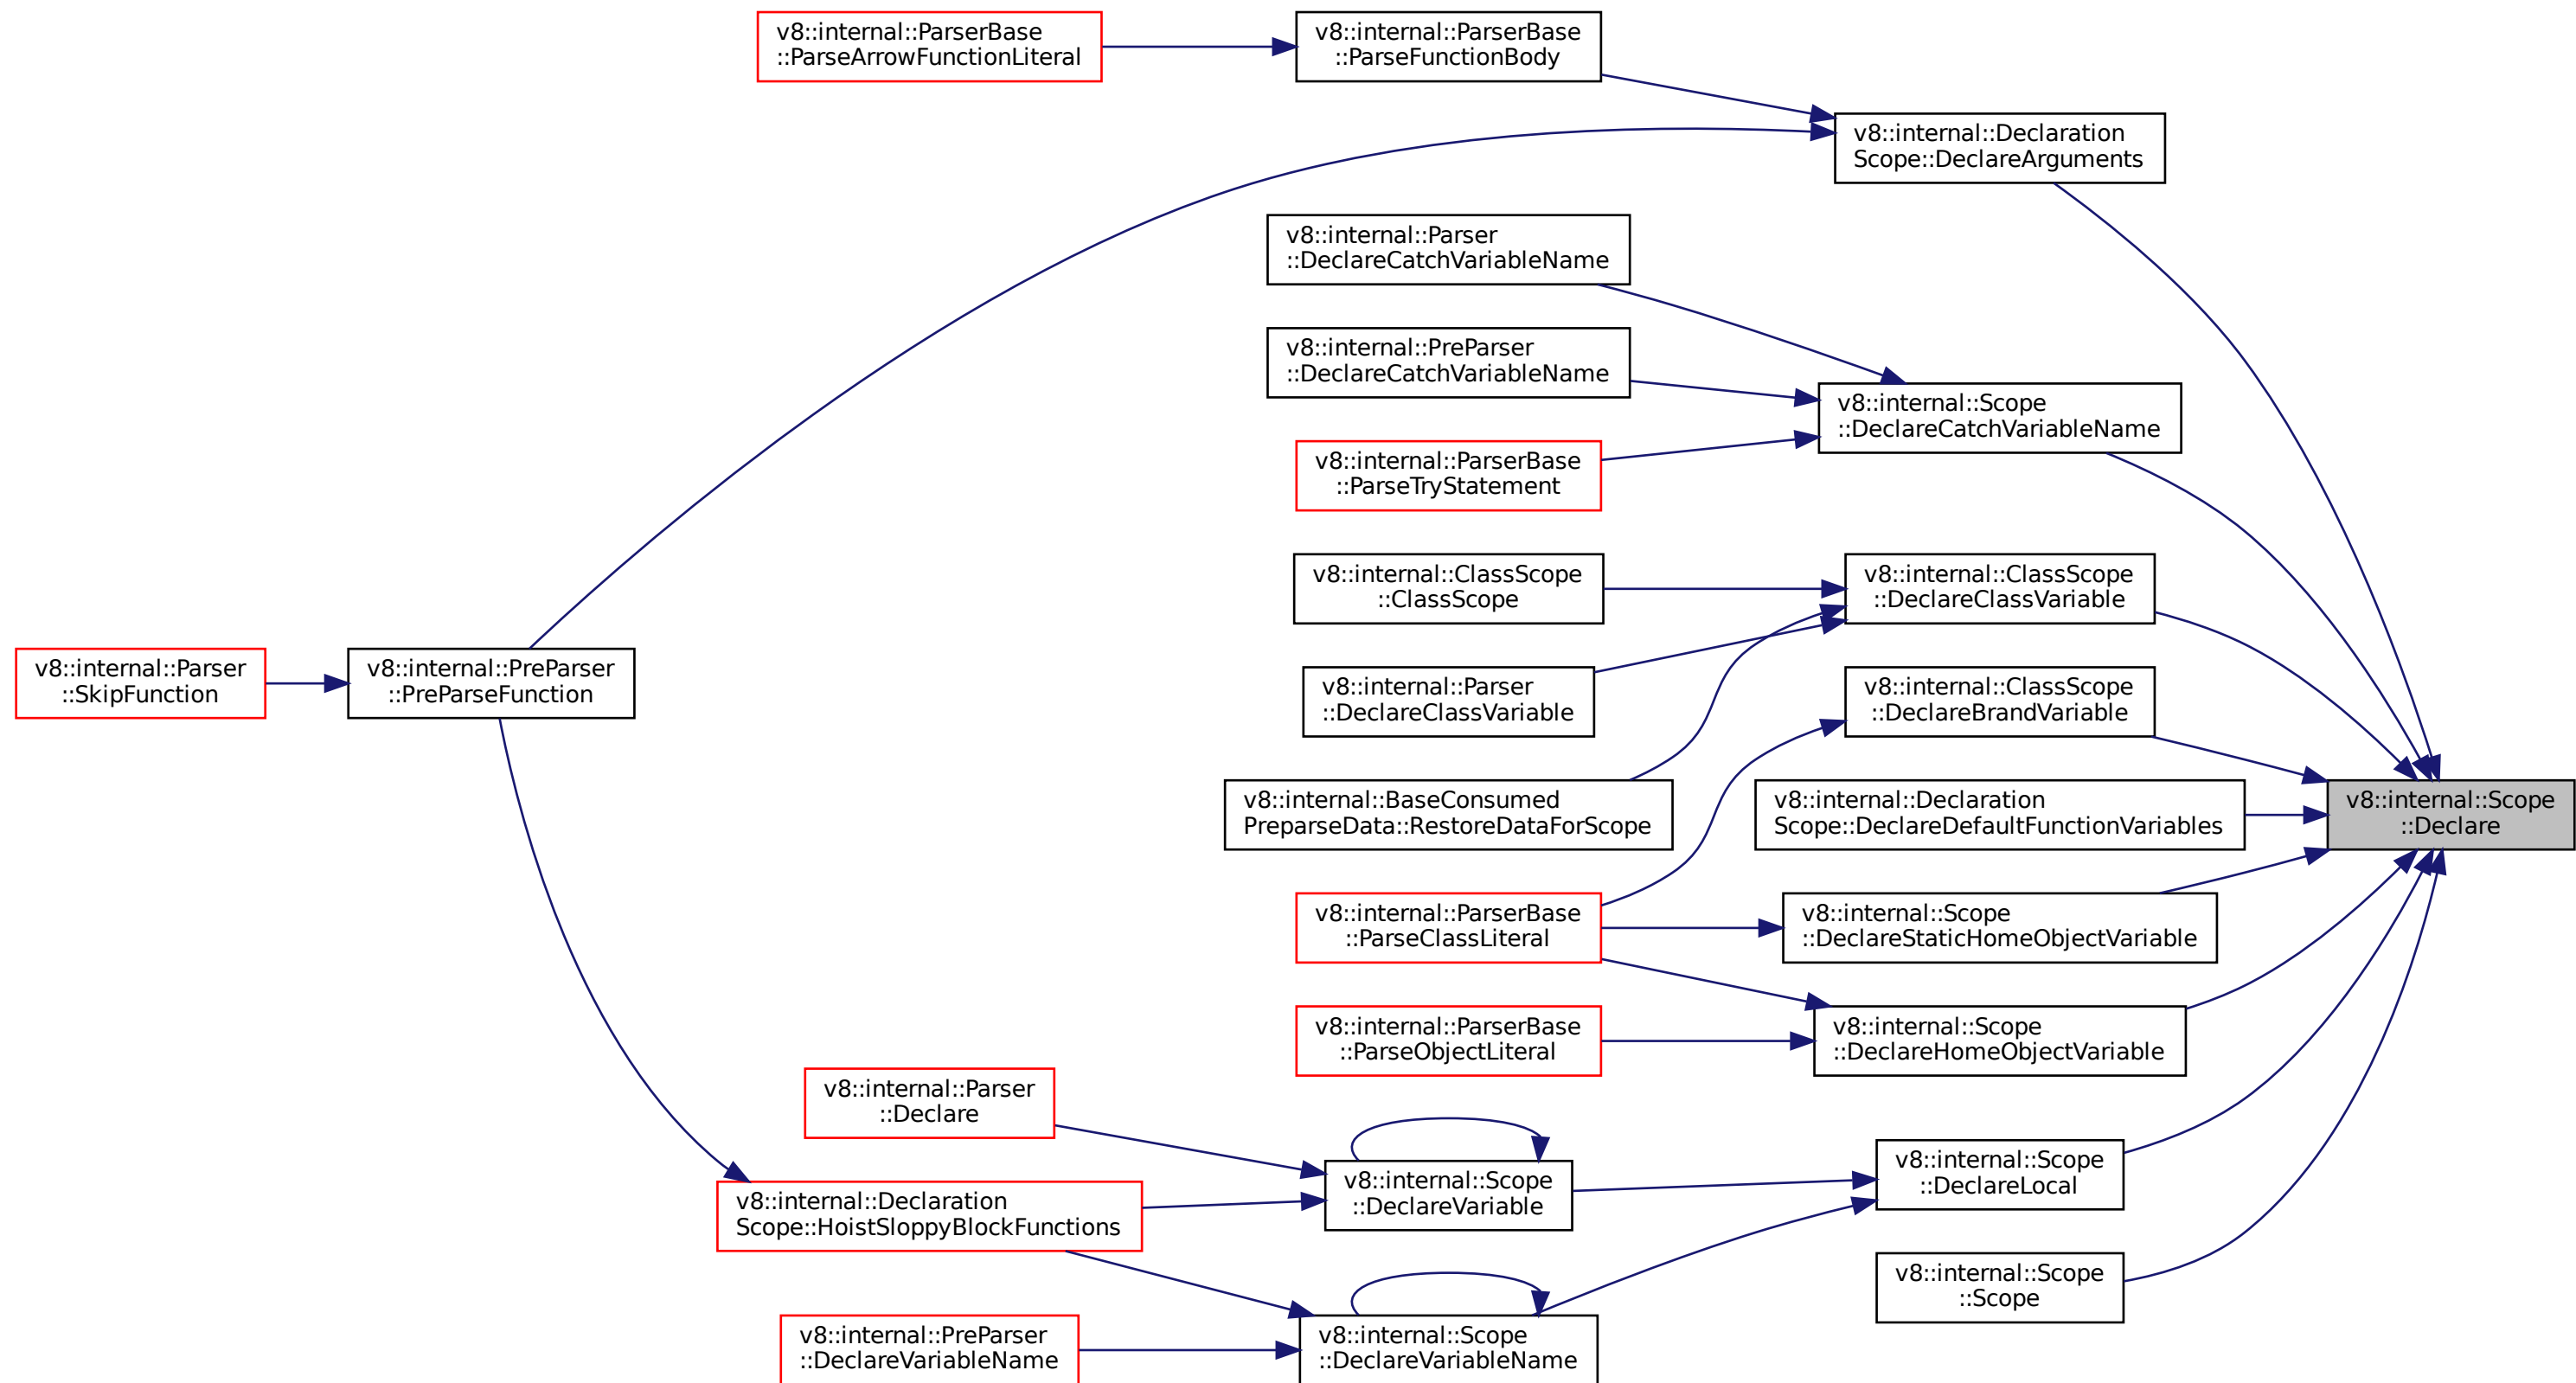 v8::internal::ParserBase
::ParseArrowFunctionLiteral
v8::internal::ParserBase
::ParseFunctionBody
v8::internal::Declaration
Scope::DeclareArguments
v8::internal::Parser
::DeclareCatchVariableName
v8::internal::PreParser
::DeclareCatchVariableName
v8::internal::Scope
::DeclareCatchVariableName
v8::internal::ParserBase
::ParseTryStatement
v8::internal::ClassScope
::ClassScope
v8::internal::ClassScope
::DeclareClassVariable
v8::internal::Parser
::SkipFunction
v8::internal::PreParser
::PreParseFunction
v8::internal::Parser
::DeclareClassVariable
v8::internal::ClassScope
::DeclareBrandVariable
v8::internal::BaseConsumed
PreparseData::RestoreDataForScope
v8::internal::Declaration
Scope::DeclareDefaultFunctionVariables
v8::internal::Scope
::Declare
v8::internal::ParserBase
::ParseClassLiteral
v8::internal::Scope
::DeclareStaticHomeObjectVariable
v8::internal::ParserBase
::ParseObjectLiteral
v8::internal::Scope
::DeclareHomeObjectVariable
v8::internal::Parser
::Declare
v8::internal::Declaration
Scope::HoistSloppyBlockFunctions
v8::internal::Scope
::DeclareVariable
v8::internal::Scope
::DeclareLocal
v8::internal::Scope
::Scope
v8::internal::PreParser
::DeclareVariableName
v8::internal::Scope
::DeclareVariableName